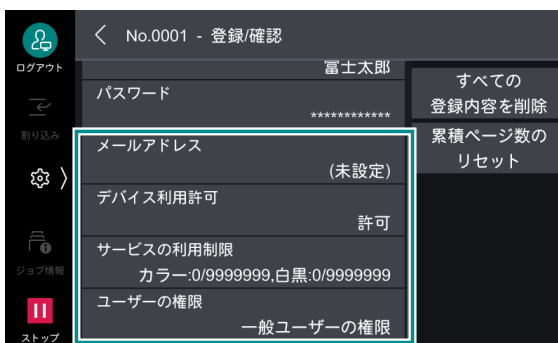 No.0001 - 登録/確認
ログアウト
割り込み
ジョブ情報
ストップ
富士太郎
パスワード
************
メールアドレス
(未設定)
デバイス利用許可
許可
サービスの利用制限
カラー:0/9999999,白黒:0/9999999
ユーザーの権限
一般ユーザーの権限
すべての
登録内容を削除
累積ページ数の
リセット